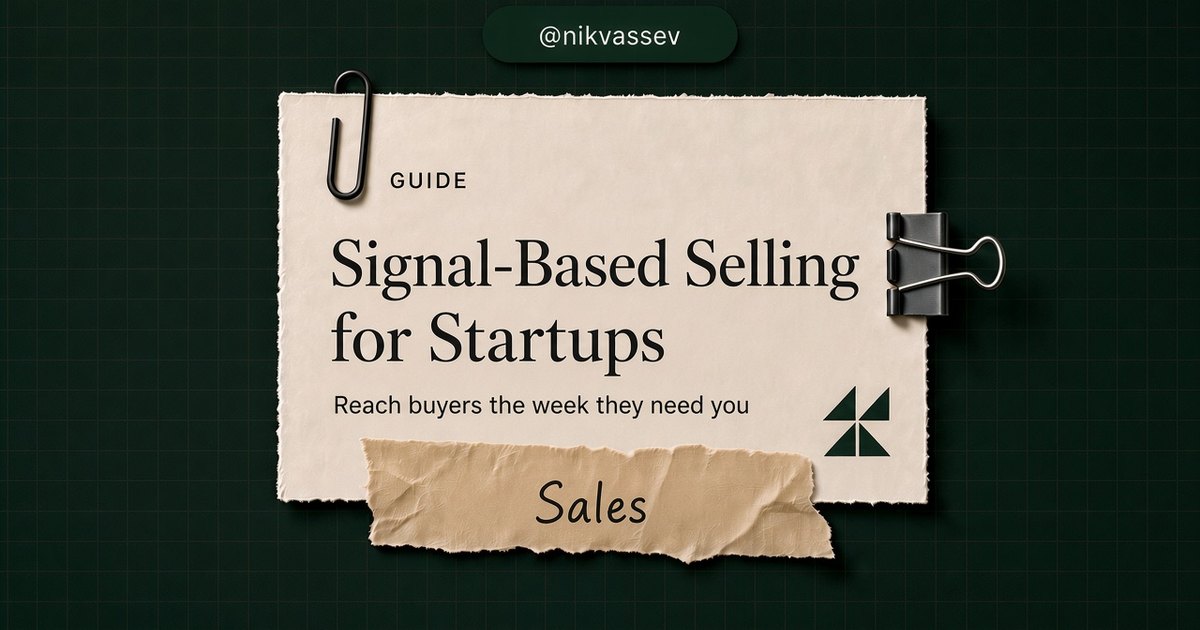 @nikvassev
GUIDE
Signal-Based Selling
for Startups
Reach buyers the week they need you
Sales